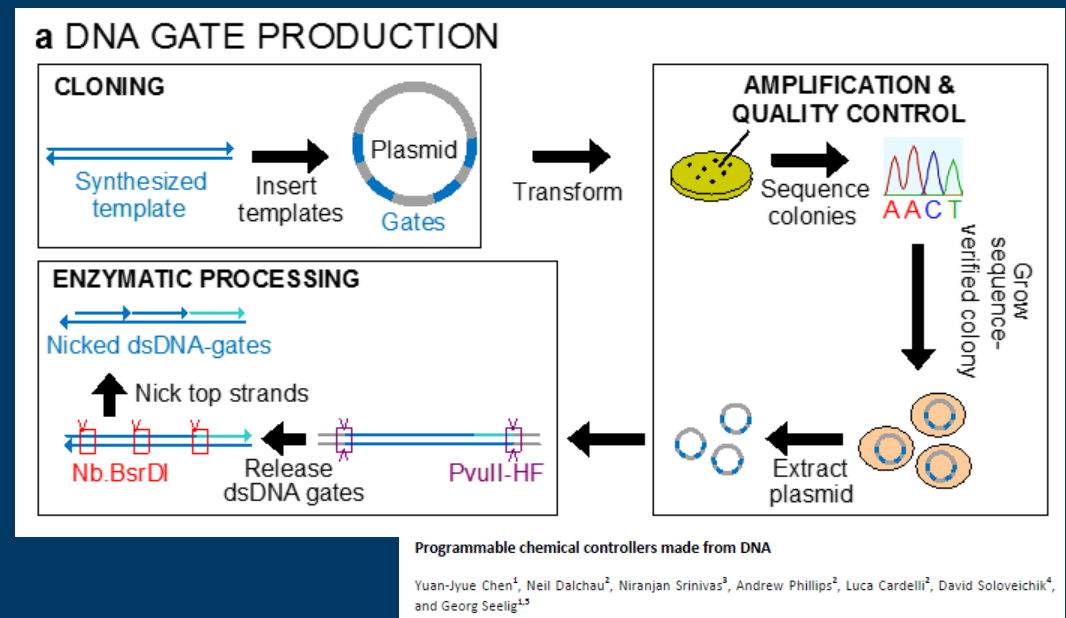 a DNA GATE PRODUCTION
CLONING
Synthesized
template
Insert
templates
Plasmid
Gates
Transform
AMPLIFICATION &
QUALITY CONTROL
Sequence
colonies
AACT
Grow
sequence-
verified colony
Extract
plasmid
ENZYMATIC PROCESSING
Nicked dsDNA-gates
Nick top strands
Nb.BsrDI
Release
dsDNA gates
PvuII-HF
Programmable chemical controllers made from DNA
Yuan-Jyue Chen1, Neil Dalchau2, Niranjan Srinivas3, Andrew Phillips2, Luca Cardelli2, David Soloveichik4,
and Georg Seelig1,5